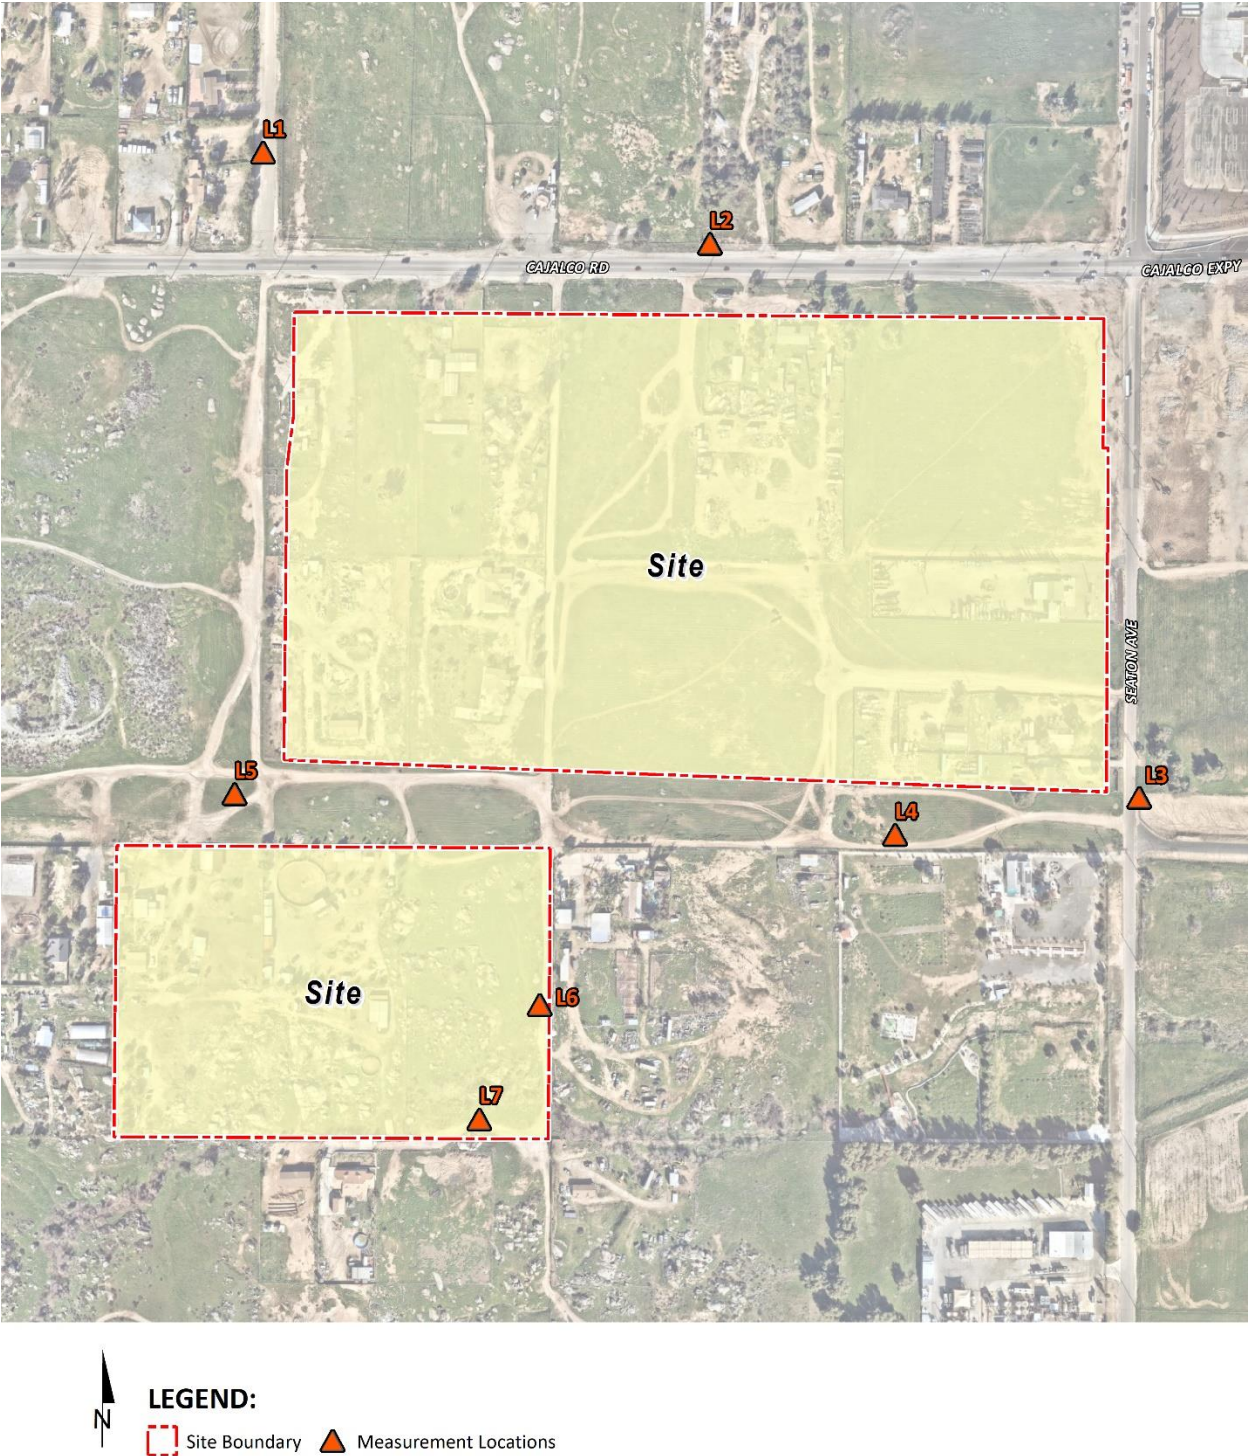 L1
L2
CAJALCO RD
CAJALCO EXPY
Site
SEATON AVE
L5
L3
L4
Site
L6
L7
N
LEGEND:
Site Boundary
Measurement Locations